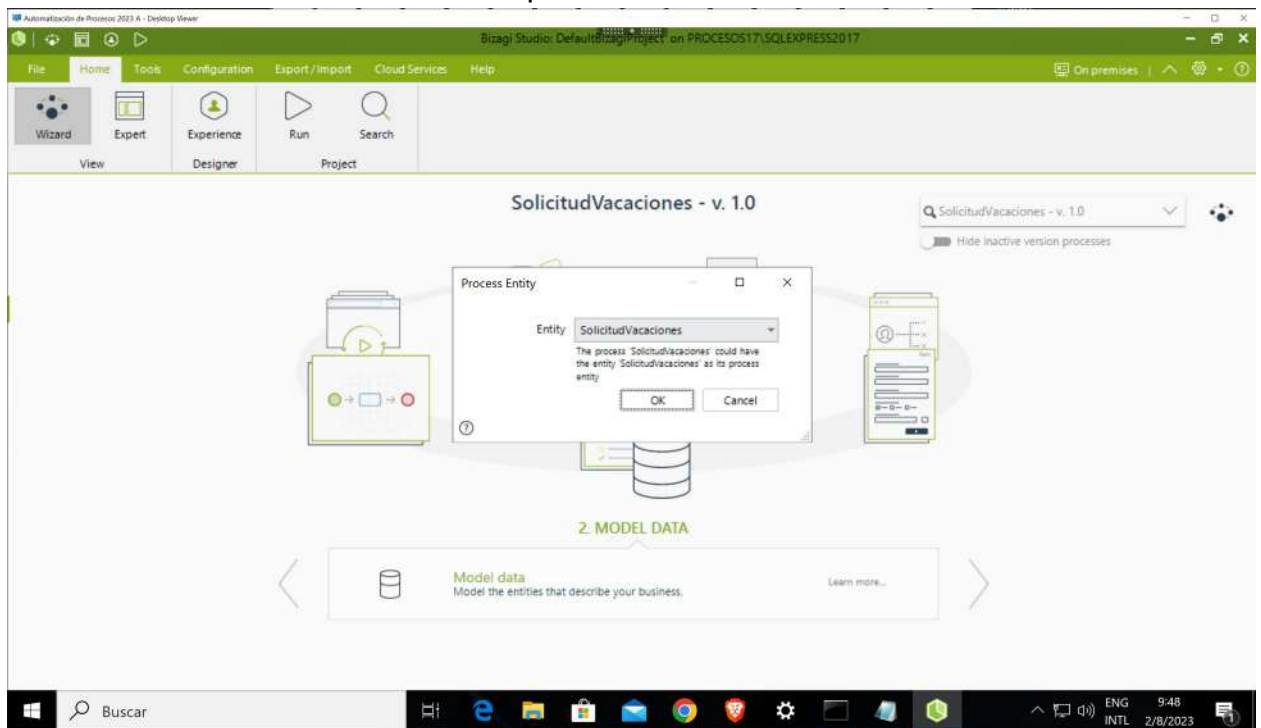 Automatización de Procesos 2023 A - Desktop Viewer
Bizagi Studio: DefaultBizagiProject on PROCESOS17\SQLEXPRESS2017
File Home Tools Configuration Export/Import Cloud Services Help On premises
Wizard Expert Experience Run Search
View Designer Project
SolicitudVacaciones - v. 1.0
SolicitudVacaciones - v. 1.0
Hide inactive version processes
Process Entity
Entity SolicitudVacaciones
The process 'SolicitudVacaciones' could have
the entity 'SolicitudVacaciones' as its process
entity
OK Cancel
2. MODEL DATA
Model data
Learn more...
Model the entities that describe your business.
Buscar
ENG 9:48
INTL 2/8/2023